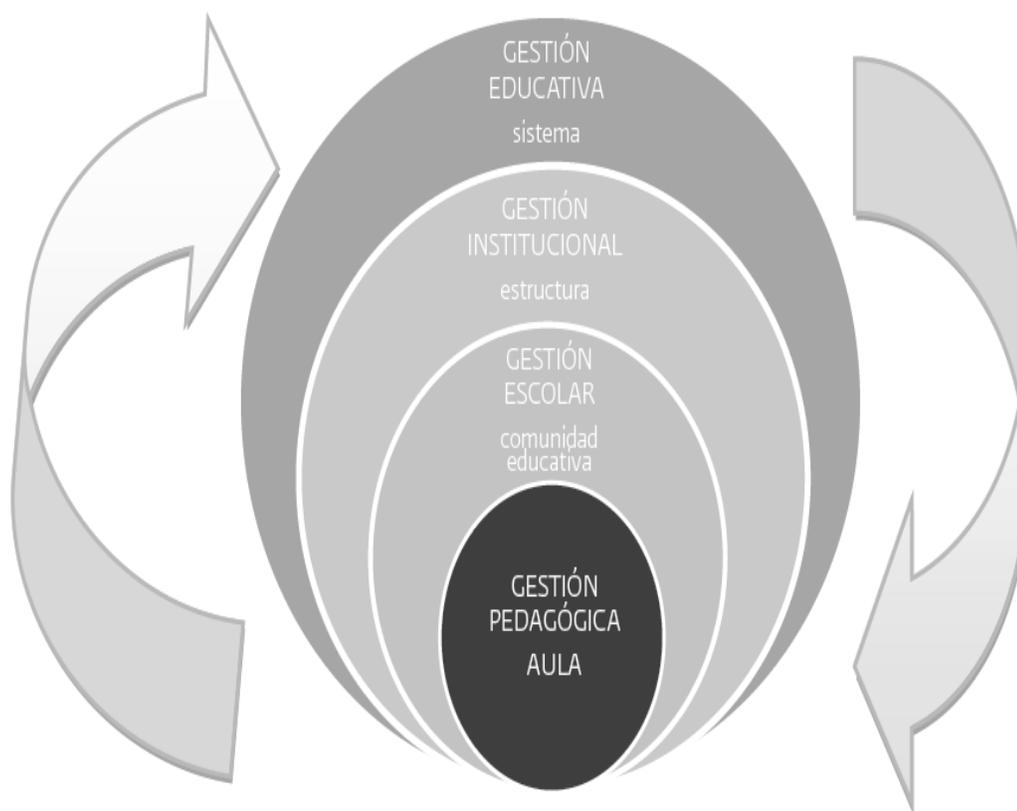 GESTIÓN
EDUCATIVA
sistema
GESTIÓN
INSTITUCIONAL
estructura
GESTIÓN
ESCOLAR
comunidad
educativa
GESTIÓN
PEDAGÓGICA
AULA